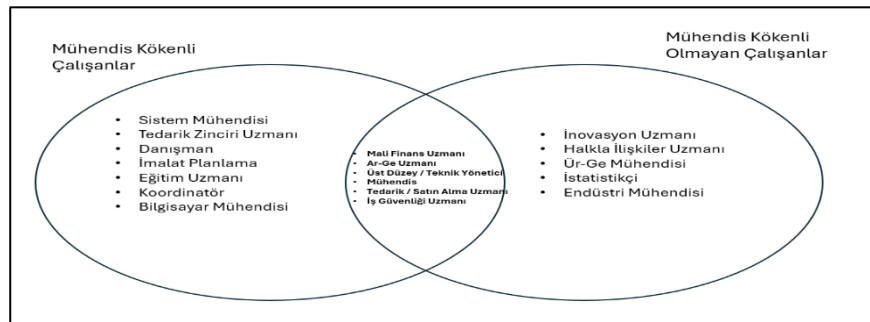 Mühendis Kökenli
Çalışanlar
Mühendis Kökenli
Olmayan Çalışanlar
• Sistem Mühendisi
• Tedarik Zinciri Uzmanı
• Danışman
• İmalat Planlama
• Eğitim Uzmanı
• Koordinatör
• Bilgisayar Mühendisi
• Mali Finans Uzmanı
• Ar-Ge Uzmanı
• Üst Düzey / Teknik Yönetici
• Mühendis
• Tedarik / Satın Alma Uzmanı
• İş Güvenliği Uzmanı
• İnovasyon Uzmanı
• Halkla İlişkiler Uzmanı
• Ür-Ge Mühendisi
• İstatistikçi
• Endüstri Mühendisi